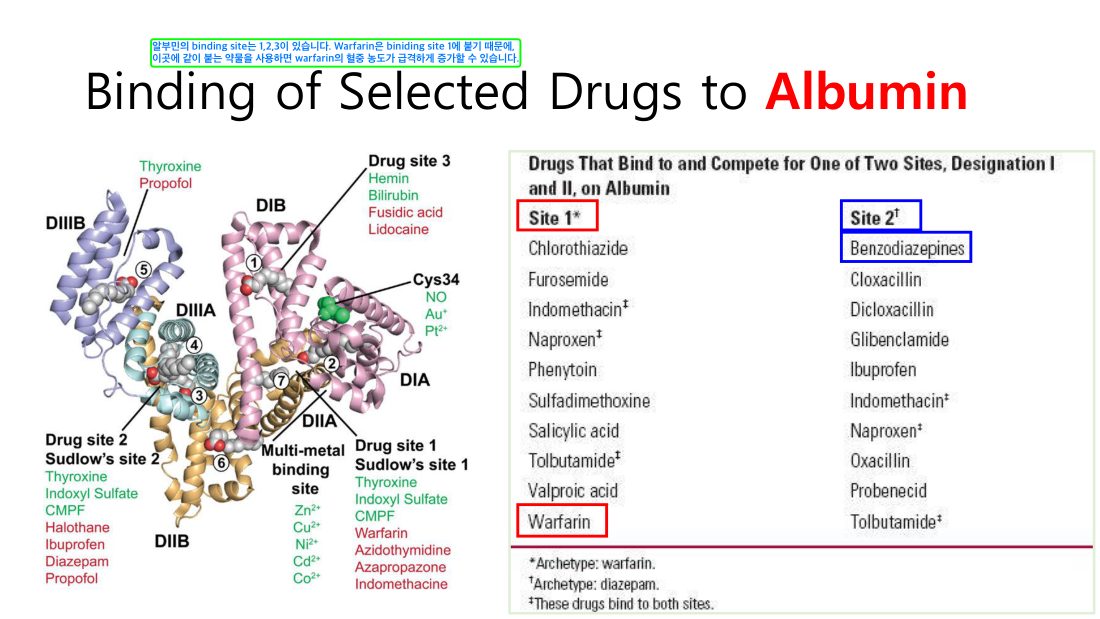 알부민의 binding site는 1,2,3이 있습니다. Warfarin은 biniding site 1에 붙기 때문에,
이곳에 같이 붙는 약물을 사용하면 warfarin의 혈중 농도가 급격하게 증가할 수 있습니다.
Binding of Selected Drugs to Albumin
Thyroxine
Propofol
DIIIB
5
DIIIA
4
3
Drug site 3
Hemin
Bilirubin
Fusidic acid
Lidocaine
DIB
1
Cys34
NO
Au+
Pt2+
2
7
DIA
DIIA
6
DIIB
Drug site 2
Sudlow's site 2
Thyroxine
Indoxyl Sulfate
CMPF
Halothane
Ibuprofen
Diazepam
Propofol
Multi-metal
binding
site
Zn2+
Cu2+
Ni2+
Cd2+
Co2+
Drug site 1
Sudlow's site 1
Thyroxine
Indoxyl Sulfate
CMPF
Warfarin
Azidothymidine
Azapropazone
Indomethacine
Drugs That Bind to and Compete for One of Two Sites, Designation I
and II, on Albumin
Site 1* Site 2†
Chlorothiazide Benzodiazepines
Furosemide Cloxacillin
Indomethacin‡ Dicloxacillin
Naproxen‡ Glibenclamide
Phenytoin Ibuprofen
Sulfadimethoxine Indomethacin‡
Salicylic acid Naproxen‡
Tolbutamide‡ Oxacillin
Valproic acid Probenecid
Warfarin Tolbutamide‡
*Archetype: warfarin.
†Archetype: diazepam.
‡These drugs bind to both sites.